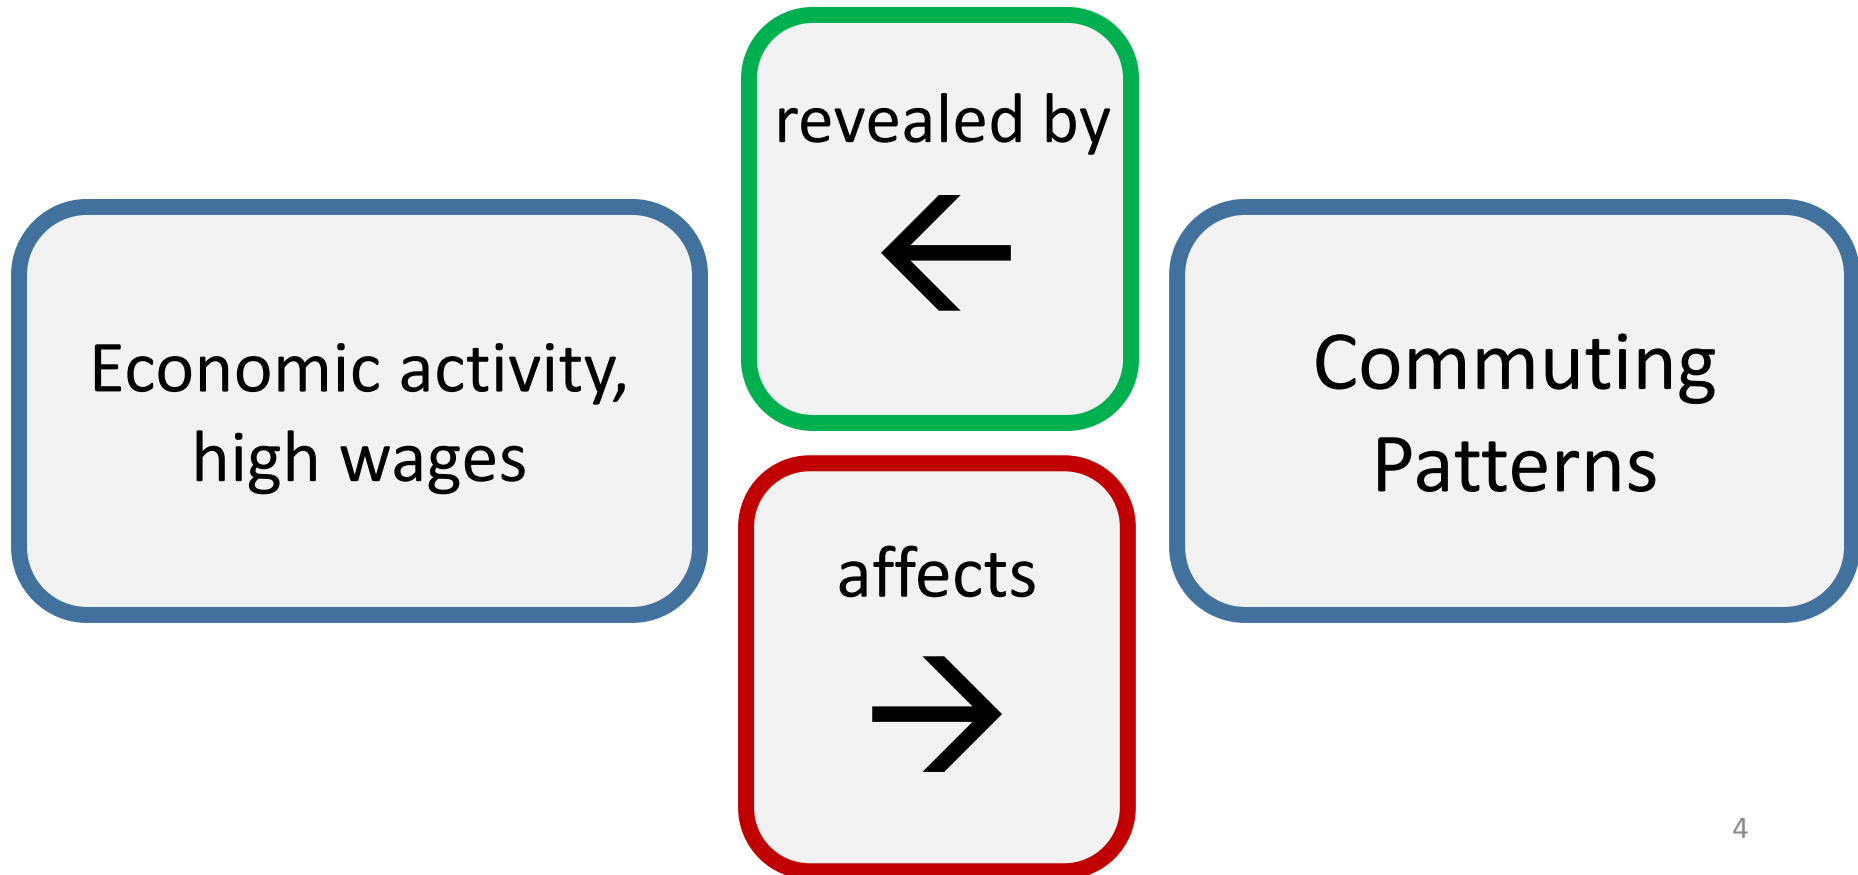 Economic activity,
high wages
revealed by
←
affects
→
Commuting
Patterns
4